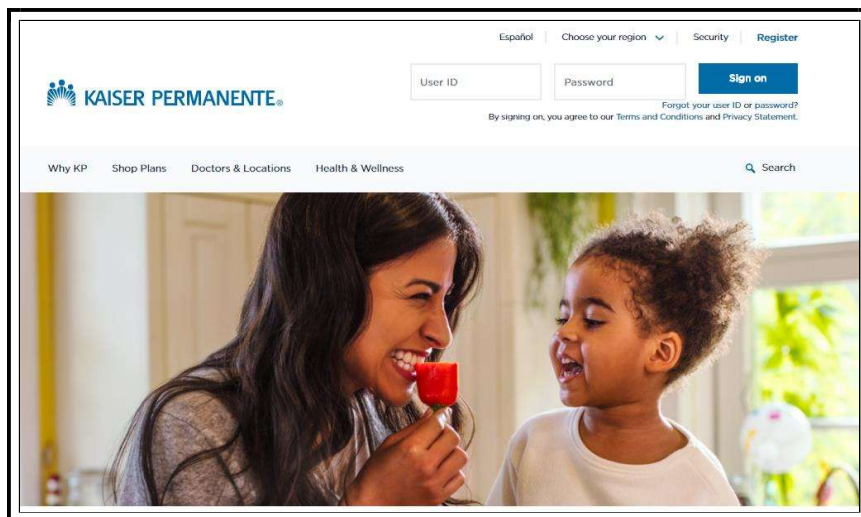 Español Choose your region Security Register
User ID Password Sign on
KAISER PERMANENTE®
Forgot your user ID or password?
By signing on, you agree to our Terms and Conditions and Privacy Statement.
Why KP Shop Plans Doctors & Locations Health & Wellness Search